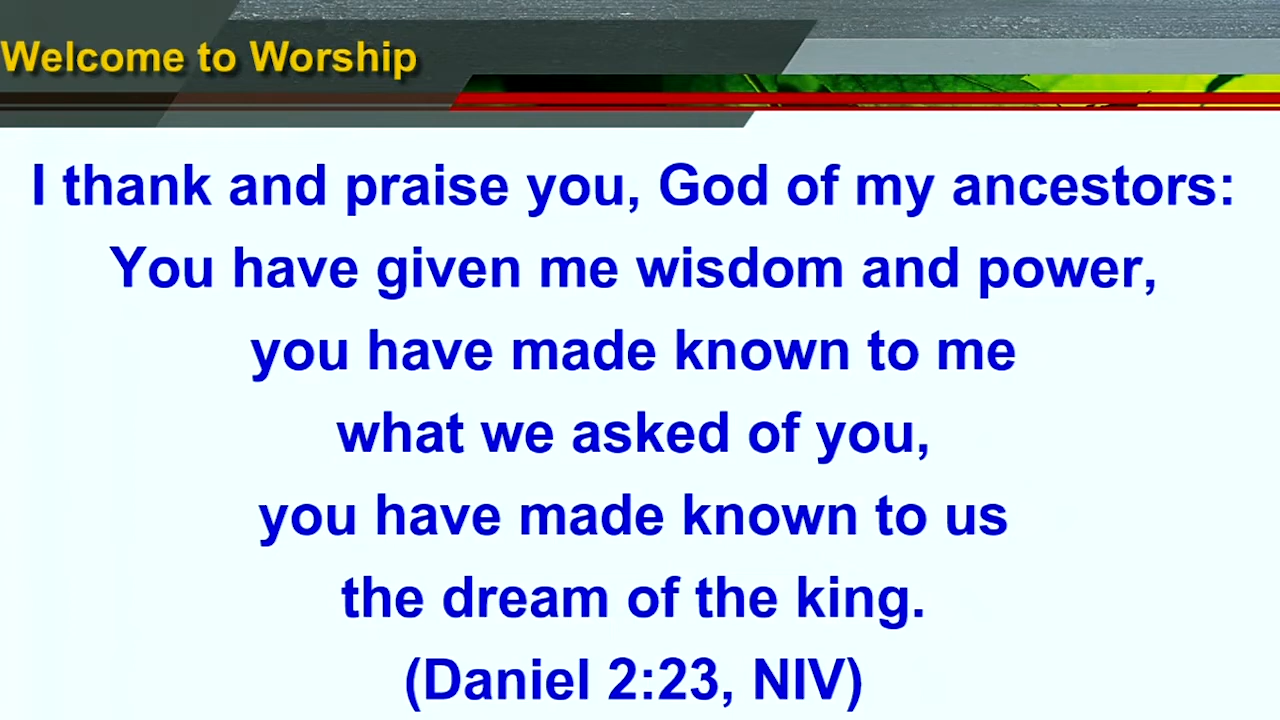 Welcome to Worship
I thank and praise you, God of my ancestors:
You have given me wisdom and power,
you have made known to me
what we asked of you,
you have made known to us
the dream of the king.
(Daniel 2:23, NIV)